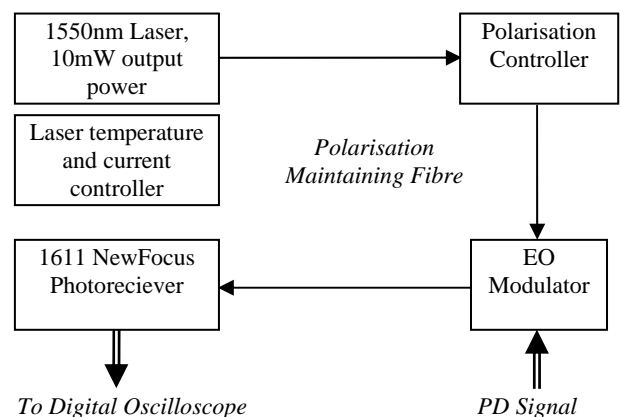 1550nm Laser,
10mW output
power
Polarisation
Controller
Laser temperature
and current
controller
Polarisation
Maintaining Fibre
1611 NewFocus
Photoreciever
EO
Modulator
To Digital Oscilloscope
PD Signal